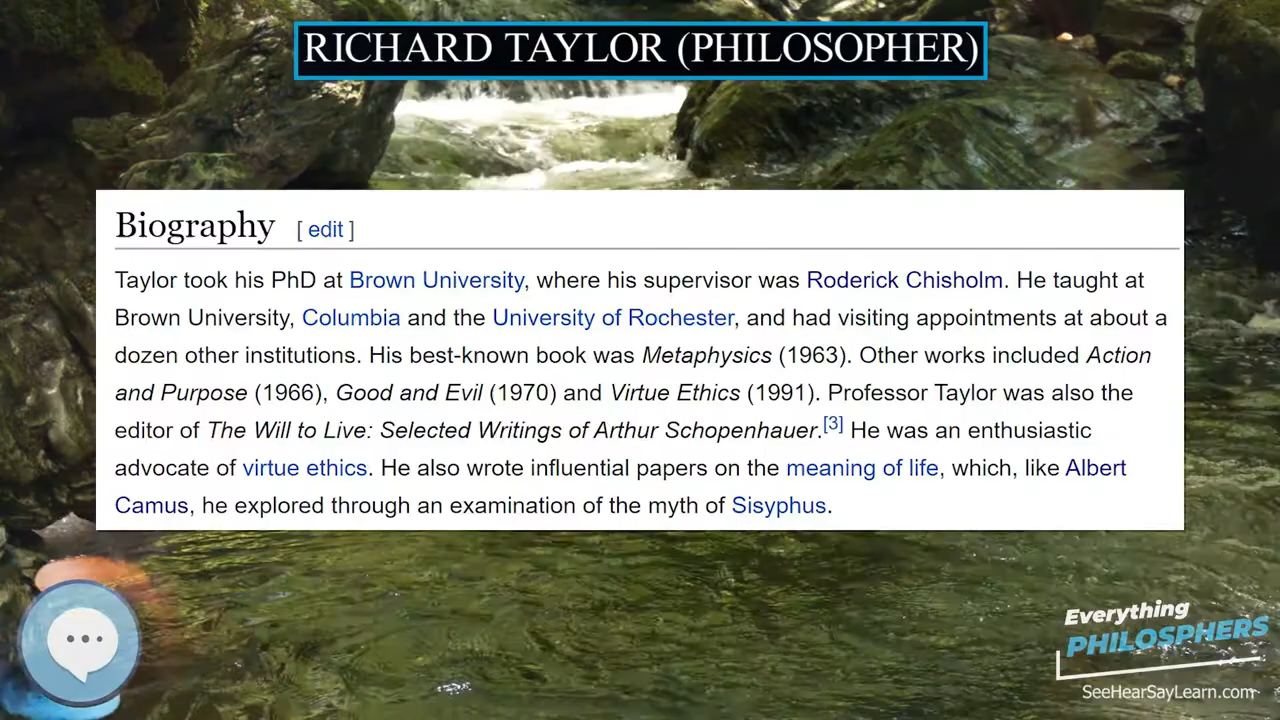 RICHARD TAYLOR (PHILOSOPHER)
Biography [ edit ]
Taylor took his PhD at Brown University, where his supervisor was Roderick Chisholm. He taught at
Brown University, Columbia and the University of Rochester, and had visiting appointments at about a
dozen other institutions. His best-known book was Metaphysics (1963). Other works included Action
and Purpose (1966), Good and Evil (1970) and Virtue Ethics (1991). Professor Taylor was also the
editor of The Will to Live: Selected Writings of Arthur Schopenhauer.[3] He was an enthusiastic
advocate of virtue ethics. He also wrote influential papers on the meaning of life, which, like Albert
Camus, he explored through an examination of the myth of Sisyphus.
Everything
PHILOSPHERS
SeeHearSayLearn.com